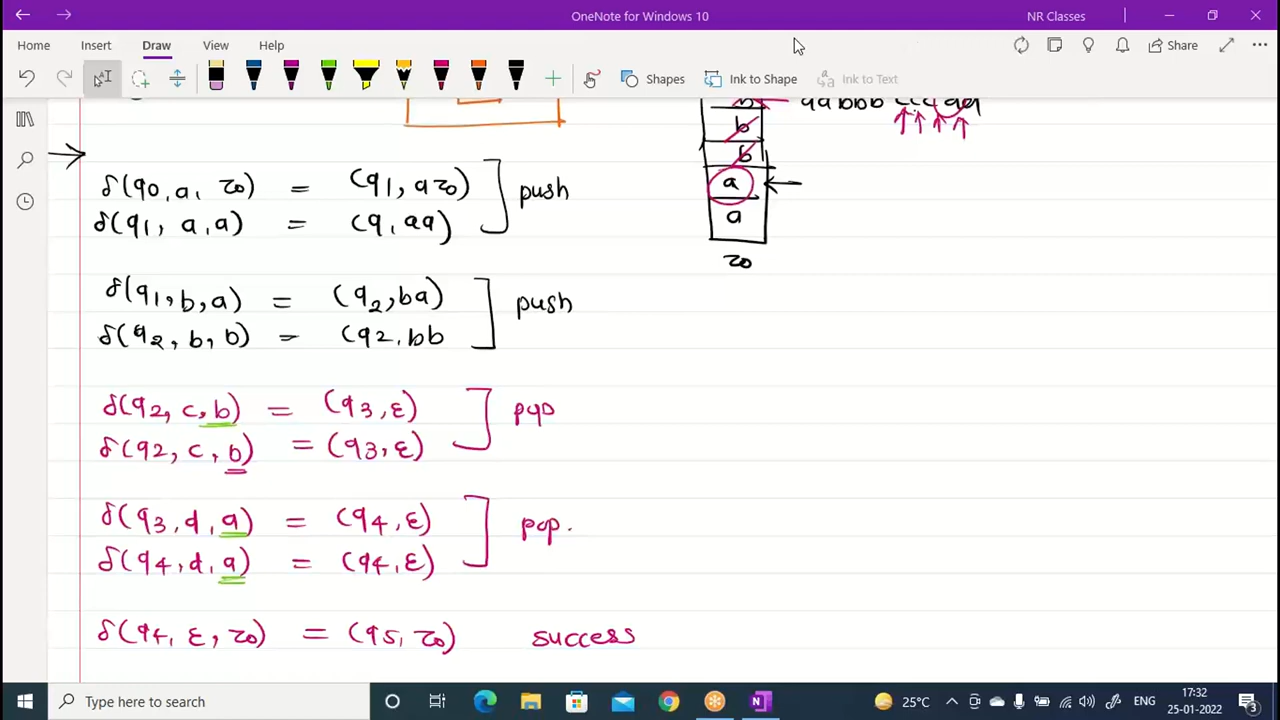 OneNote for Windows 10
NR Classes
Home Insert Draw View Help
Share
Shapes Ink to Shape Ink to Text
b
b
b
a
a
z0
δ(q0, a, z0) = (q1, az0)
δ(q1, a, a) = (q, aa)
push
δ(q1, b, a) = (q2, ba)
δ(q2, b, b) = (q2, bb
push
δ(q2, c, b) = (q3, ε)
δ(q2, c, b) = (q3, ε)
pop
δ(q3, d, a) = (q4, ε)
δ(q4, d, a) = (q4, ε)
pop.
δ(q4, ε, z0) = (q5, z0) success
Type here to search
25°C
ENG
17:32
25-01-2022
3